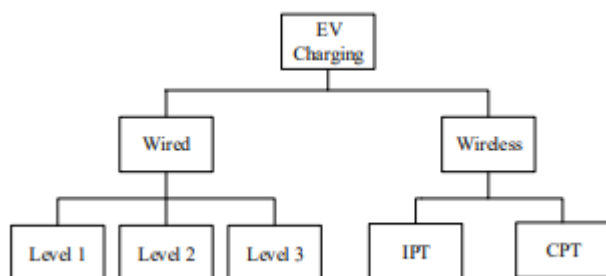 EV
Charging
Wired
Wireless
Level 1
Level 2
Level 3
IPT
CPT